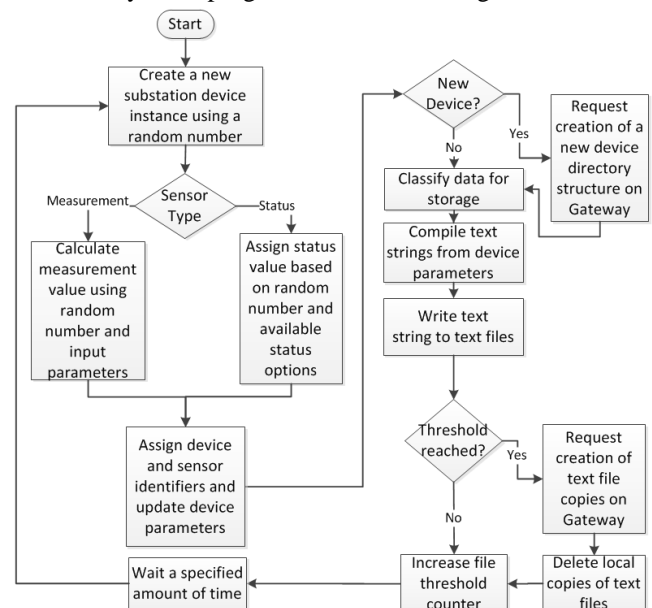 Start
Create a new
substation device
instance using a
random number
Sensor
Type
Measurement
Status
Calculate
measurement
value using
random
number and
input
parameters
Assign status
value based
on random
number and
available
status
options
Assign device
and sensor
identifiers and
update device
parameters
New
Device?
Yes
No
Request
creation of a
new device
directory
structure on
Gateway
Classify data for
storage
Compile text
strings from device
parameters
Write text
string to text files
Threshold
reached?
Yes
No
Request
creation of
text file
copies on
Gateway
Delete local
copies of text
files
Increase file
threshold
counter
Wait a specified
amount of time